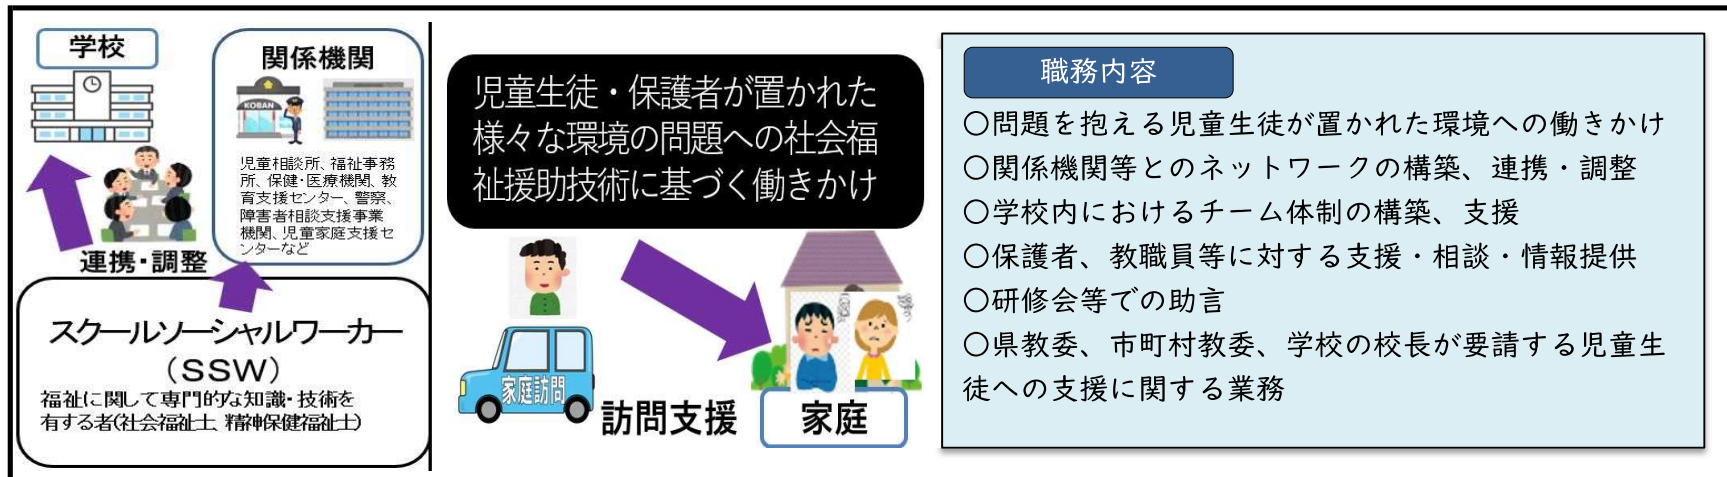 学校
関係機関
KOBAN
児童相談所、福祉事務
所、保健・医療機関、教
育支援センター、警察、
障害者相談支援事業
機関、児童家庭支援セ
ンターなど
連携・調整
スクールソーシャルワーカー
(SSW)
福祉に関して専門的な知識・技術を
有する者(社会福祉士、精神保健福祉士)
児童生徒・保護者が置かれた
様々な環境の問題への社会福
祉援助技術に基づく働きかけ
家庭訪問
訪問支援
家庭
職務内容
〇問題を抱える児童生徒が置かれた環境への働きかけ
〇関係機関等とのネットワークの構築、連携・調整
〇学校内におけるチーム体制の構築、支援
〇保護者、教職員等に対する支援・相談・情報提供
〇研修会等での助言
〇県教委、市町村教委、学校の校長が要請する児童生
徒への支援に関する業務